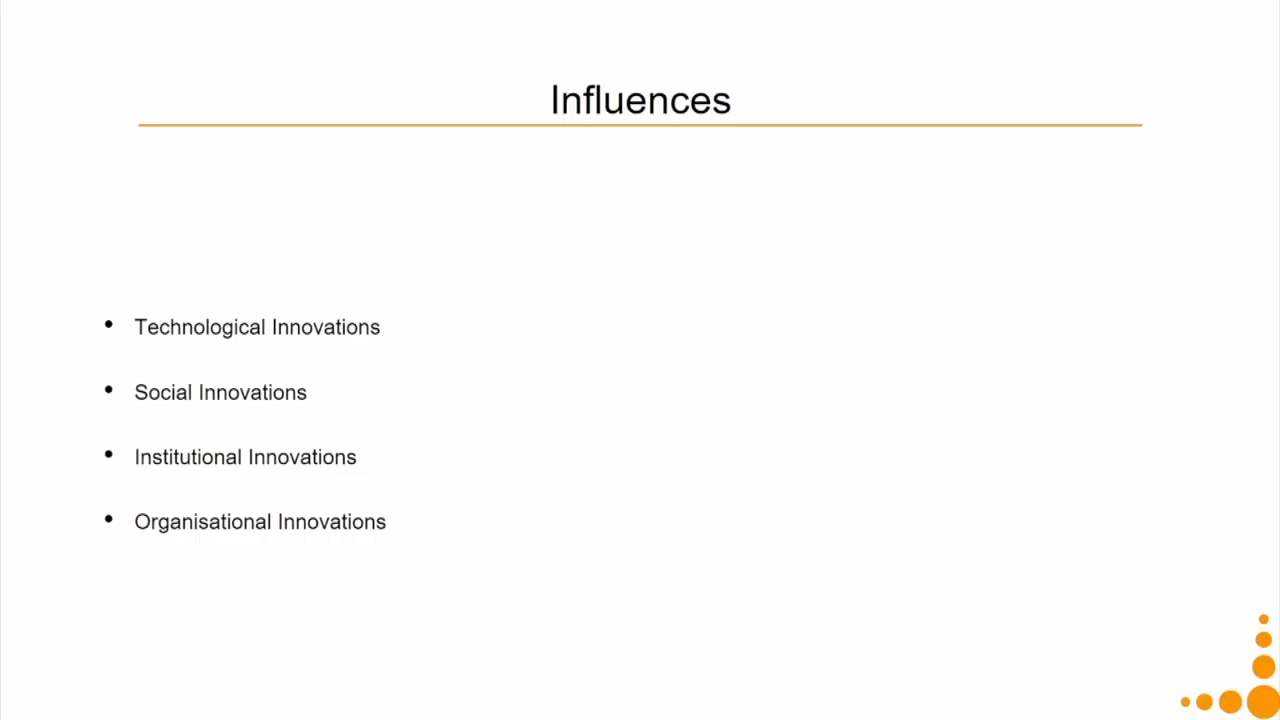 Influences
• Technological Innovations
• Social Innovations
• Institutional Innovations
• Organisational Innovations